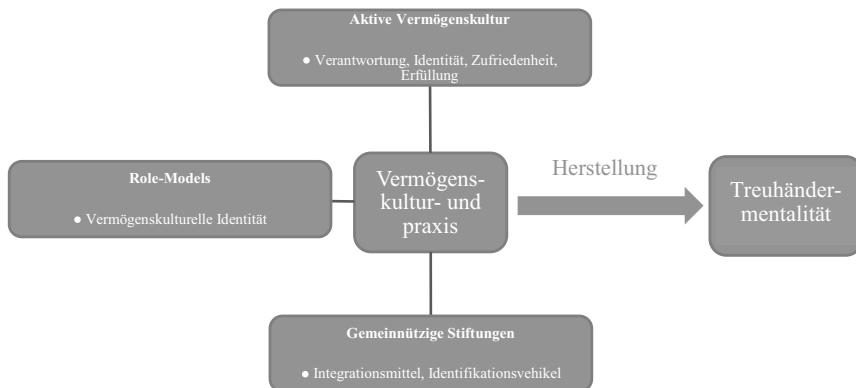 Aktive Vermögenskultur
● Verantwortung, Identität, Zufriedenheit,
Erfüllung
Role-Models
● Vermögenskulturelle Identität
Vermögens-
kultur- und
praxis
Herstellung
Treuhänder-
mentalität
Gemeinnützige Stiftungen
● Integrationsmittel, Identifikationsvehikel